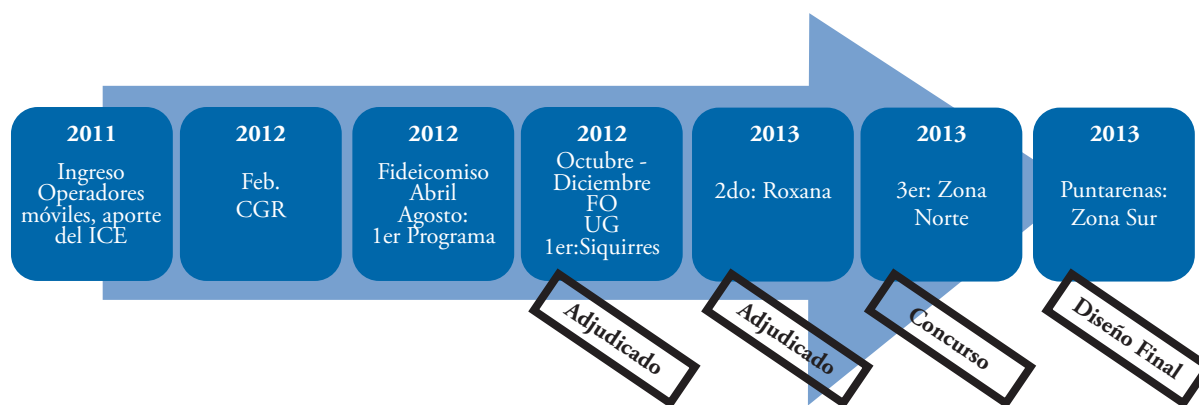 2011
Ingreso
Operadores
móviles, aporte
del ICE
2012
Feb.
CGR
2012
Fideicomiso
Abril
Agosto:
1er Programa
2012
Octubre -
Diciembre
FO
UG
1er:Siquirres
Adjudicado
2013
2do: Roxana
Adjudicado
2013
3er: Zona
Norte
Concurso
2013
Puntarenas:
Zona Sur
Diseño Final